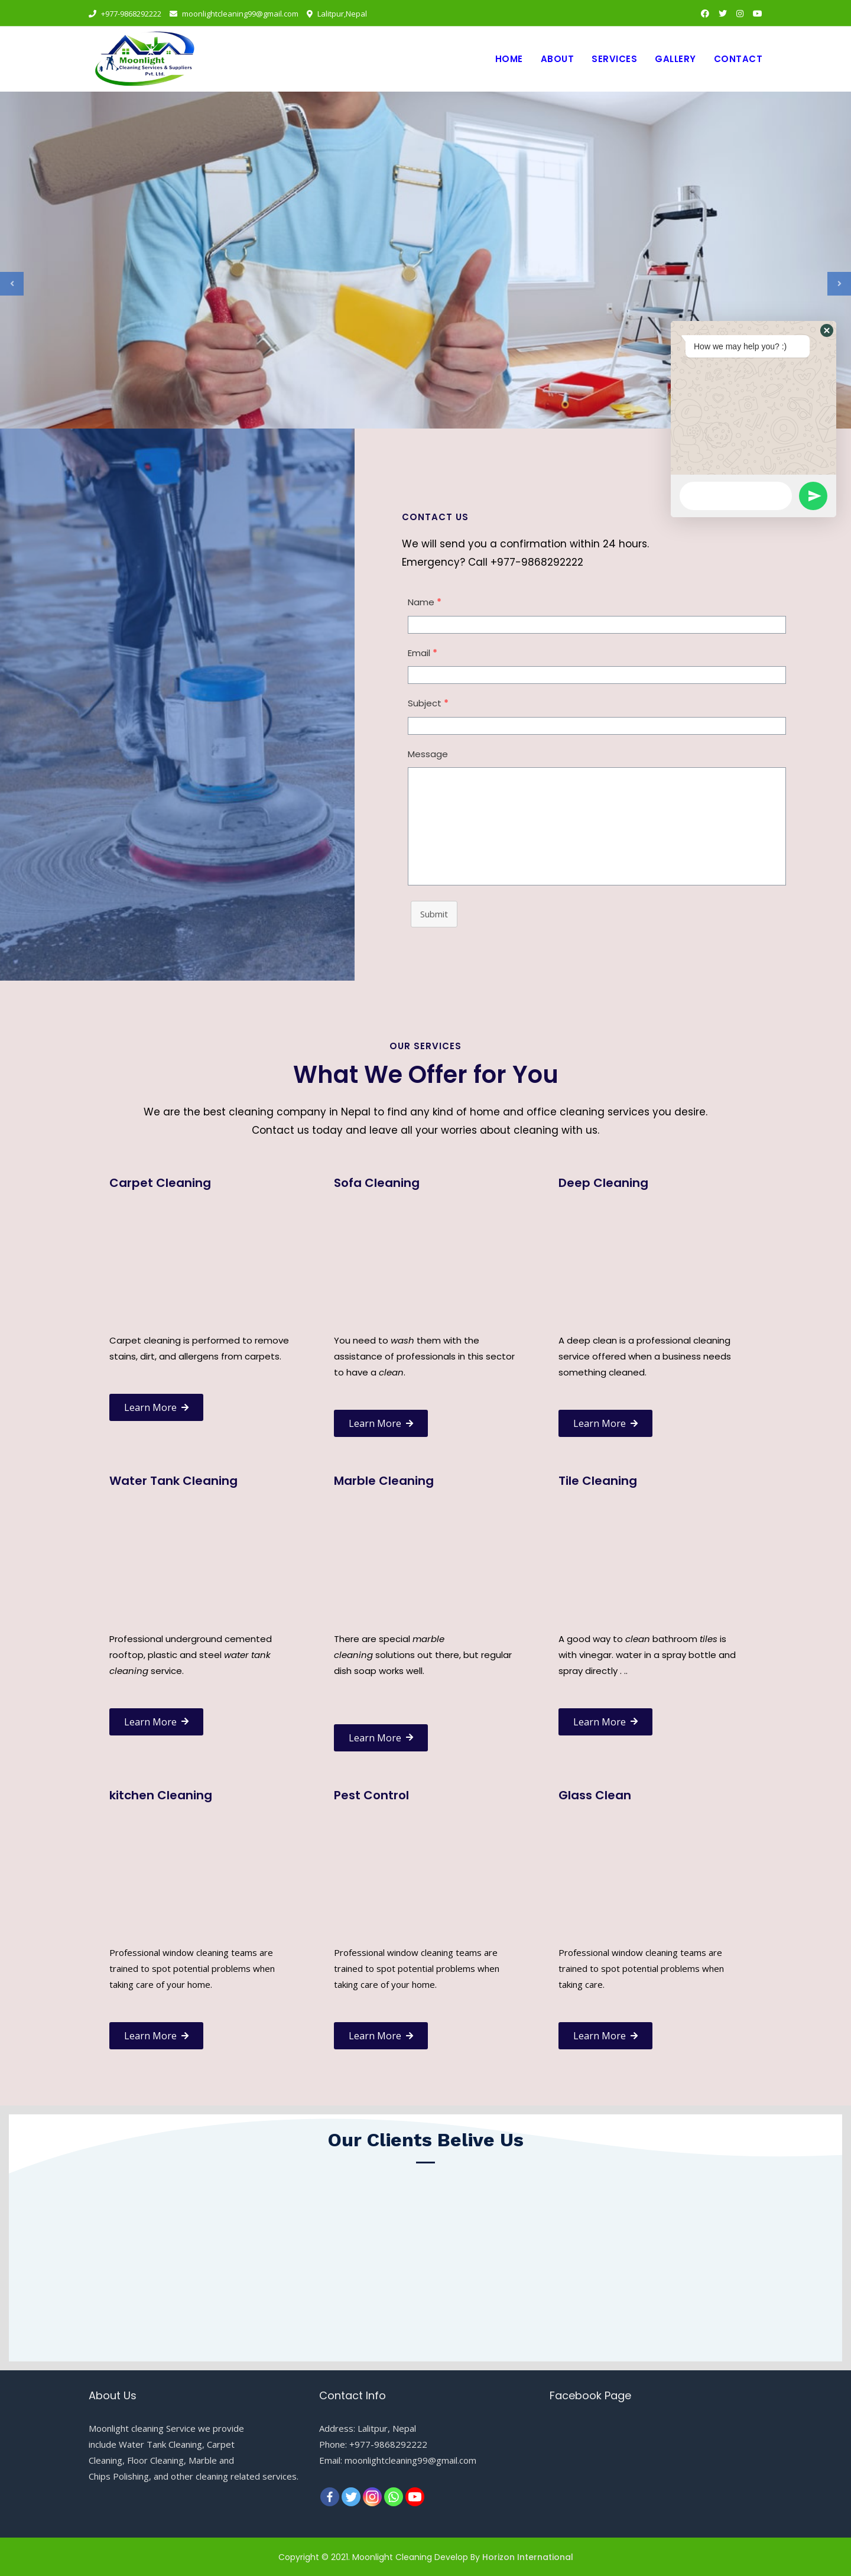 +977-9868292222 moonlightcleaning99@gmail.com Lalitpur,Nepal
Moonlight
Cleaning Services & Suppliers
Pvt. Ltd.
HOME ABOUT SERVICES GALLERY CONTACT
How we may help you? :)
CONTACT US
We will send you a confirmation within 24 hours.
Emergency? Call +977-9868292222
Name *
Email *
Subject *
Message
Submit
OUR SERVICES
What We Offer for You
We are the best cleaning company in Nepal to find any kind of home and office cleaning services you desire.
Contact us today and leave all your worries about cleaning with us.
Carpet Cleaning
Carpet cleaning is performed to remove
stains, dirt, and allergens from carpets.
Learn More
Sofa Cleaning
You need to wash them with the
assistance of professionals in this sector
to have a clean.
Learn More
Deep Cleaning
A deep clean is a professional cleaning
service offered when a business needs
something cleaned.
Learn More
Water Tank Cleaning
Professional underground cemented
rooftop, plastic and steel water tank
cleaning service.
Learn More
Marble Cleaning
There are special marble
cleaning solutions out there, but regular
dish soap works well.
Learn More
Tile Cleaning
A good way to clean bathroom tiles is
with vinegar. water in a spray bottle and
spray directly . ..
Learn More
kitchen Cleaning
Professional window cleaning teams are
trained to spot potential problems when
taking care of your home.
Learn More
Pest Control
Professional window cleaning teams are
trained to spot potential problems when
taking care of your home.
Learn More
Glass Clean
Professional window cleaning teams are
trained to spot potential problems when
taking care.
Learn More
Our Clients Belive Us
About Us
Moonlight cleaning Service we provide
include Water Tank Cleaning, Carpet
Cleaning, Floor Cleaning, Marble and
Chips Polishing, and other cleaning related services.
Contact Info
Address: Lalitpur, Nepal
Phone: +977-9868292222
Email: moonlightcleaning99@gmail.com
Facebook Page
Copyright © 2021. Moonlight Cleaning Develop By Horizon International